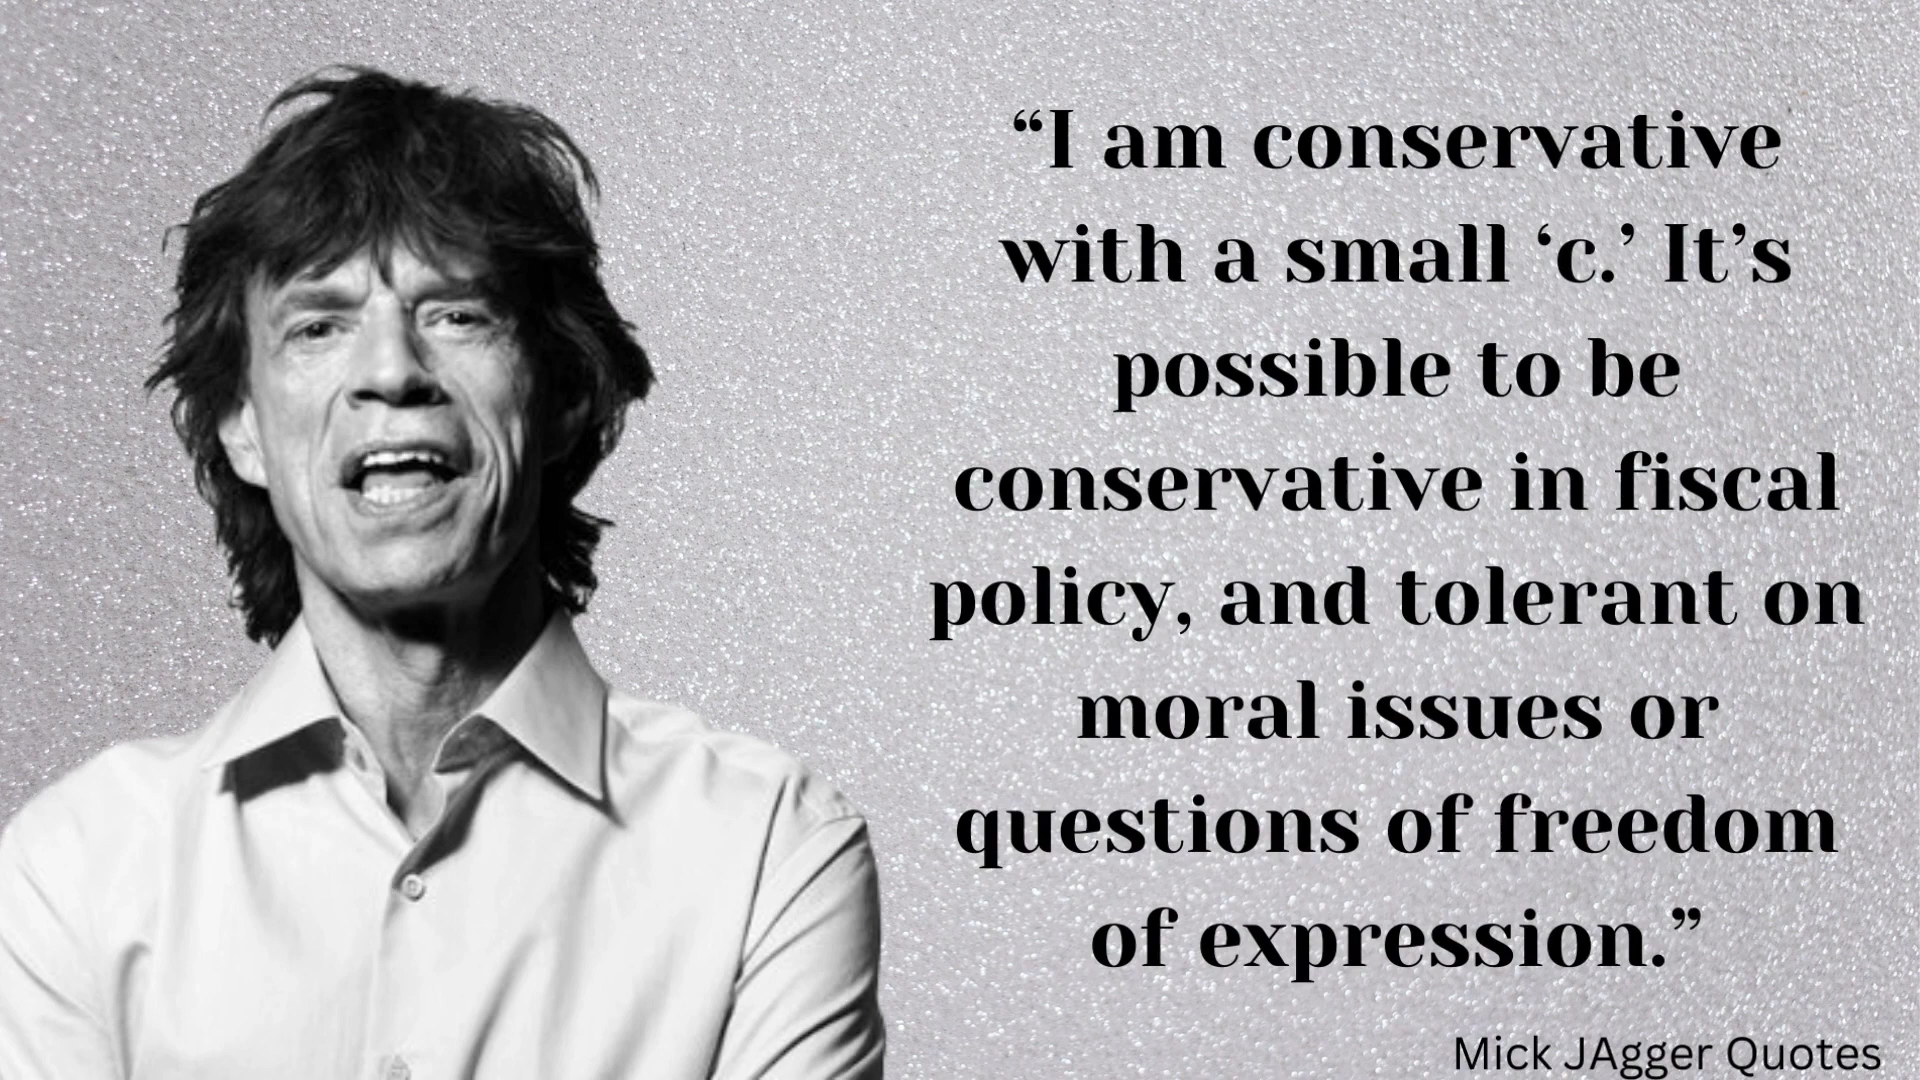 “I am conservative
with a small ‘c.’ It’s
possible to be
conservative in fiscal
policy, and tolerant on
moral issues or
questions of freedom
of expression.”
Mick JAgger Quotes